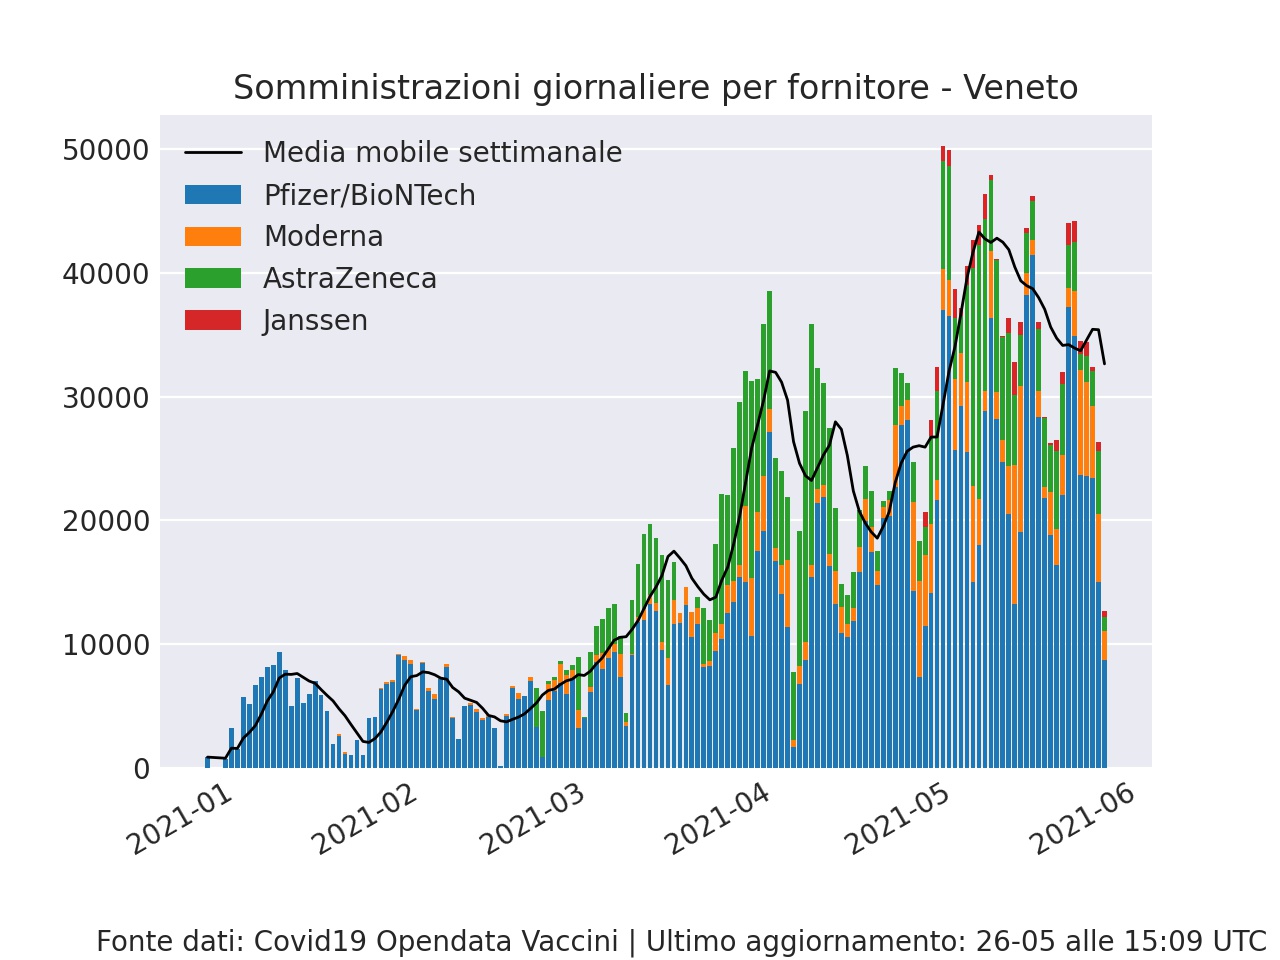 Somministrazioni giornaliere per fornitore - Veneto
50000
40000
30000
20000
10000
0
Media mobile settimanale
Pfizer/BioNTech
Moderna
AstraZeneca
Janssen
2021-01
2021-02
2021-03
2021-04
2021-05
2021-06
Fonte dati: Covid19 Opendata Vaccini | Ultimo aggiornamento: 26-05 alle 15:09 UTC